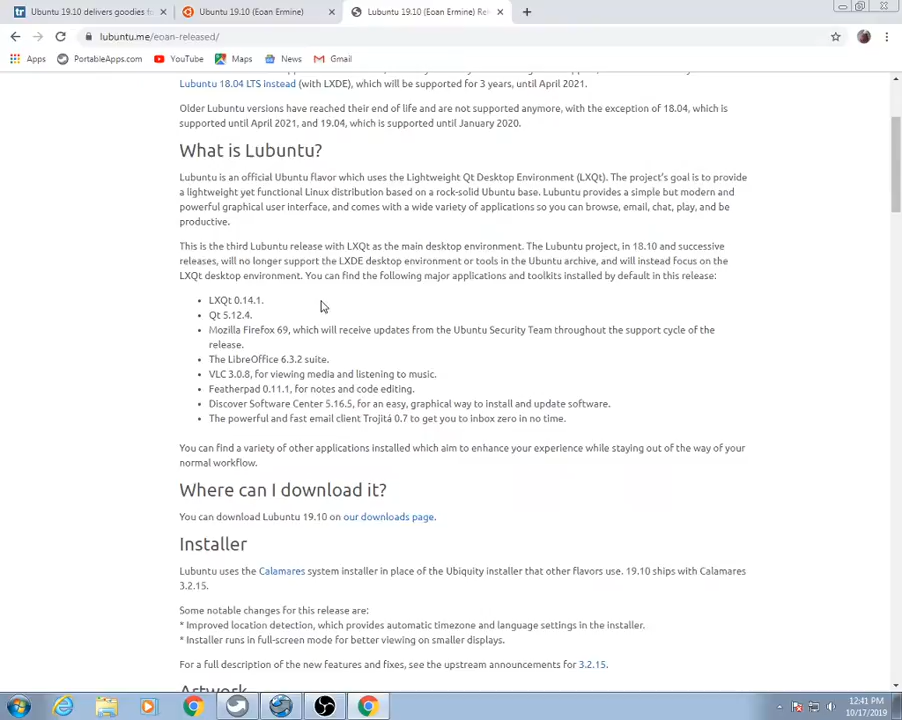 Ubuntu 19.10 delivers goodies f
Ubuntu 19.10 (Eoan Ermine)
Lubuntu 19.10 (Eoan Ermine) Re
lubuntu.me/eoan-released/
Apps
PortableApps.com
YouTube
Maps
News
Gmail
Lubuntu 18.04 LTS instead (with LXDE), which will be supported for 3 years, until April 2021.
Older Lubuntu versions have reached their end of life and are not supported anymore, with the exception of 18.04, which is
supported until April 2021, and 19.04, which is supported until January 2020.
What is Lubuntu?
Lubuntu is an official Ubuntu flavor which uses the Lightweight Qt Desktop Environment (LXQt). The project's goal is to provide
a lightweight yet functional Linux distribution based on a rock-solid Ubuntu base. Lubuntu provides a simple but modern and
powerful graphical user interface, and comes with a wide variety of applications so you can browse, email, chat, play, and be
productive.
This is the third Lubuntu release with LXQt as the main desktop environment. The Lubuntu project, in 18.10 and successive
releases, will no longer support the LXDE desktop environment or tools in the Ubuntu archive, and will instead focus on the
LXQt desktop environment. You can find the following major applications and toolkits installed by default in this release:
• LXQt 0.14.1.
• Qt 5.12.4.
• Mozilla Firefox 69, which will receive updates from the Ubuntu Security Team throughout the support cycle of the
release.
• The LibreOffice 6.3.2 suite.
• VLC 3.0.8, for viewing media and listening to music.
• Featherpad 0.11.1, for notes and code editing.
• Discover Software Center 5.16.5, for an easy, graphical way to install and update software.
• The powerful and fast email client Trojitá 0.7 to get you to inbox zero in no time.
You can find a variety of other applications installed which aim to enhance your experience while staying out of the way of your
normal workflow.
Where can I download it?
You can download Lubuntu 19.10 on our downloads page.
Installer
Lubuntu uses the Calamares system installer in place of the Ubiquity installer that other flavors use. 19.10 ships with Calamares
3.2.15.
Some notable changes for this release are:
* Improved location detection, which provides automatic timezone and language settings in the installer.
* Installer runs in full-screen mode for better viewing on smaller displays.
For a full description of the new features and fixes, see the upstream announcements for 3.2.15.
Artwork
12:41 PM
10/17/2019